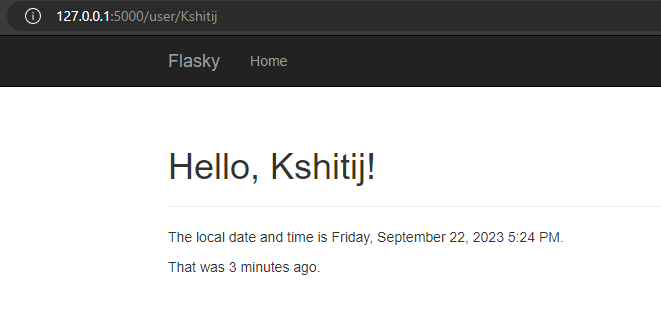 127.0.0.1:5000/user/Kshitij
Flasky Home
Hello, Kshitij!
The local date and time is Friday, September 22, 2023 5:24 PM.
That was 3 minutes ago.